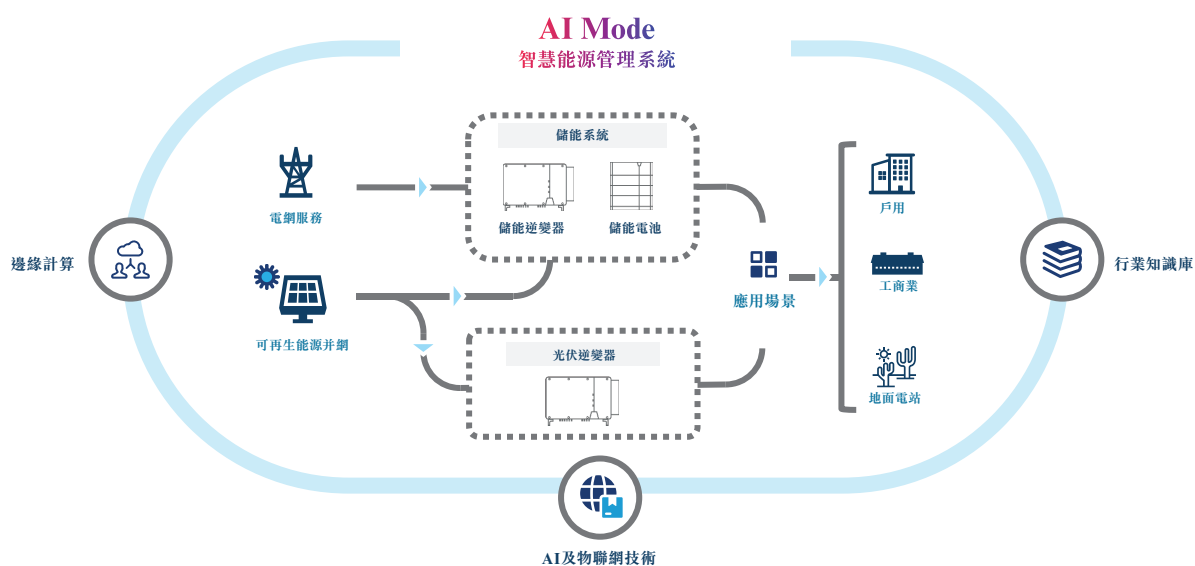 AI Mode
智慧能源管理系統
儲能系統
電網服務
儲能逆變器
儲能電池
戶用
邊緣計算
行業知識庫
工商業
應用場景
可再生能源并網
光伏逆變器
地面電站
AI及物聯網技術